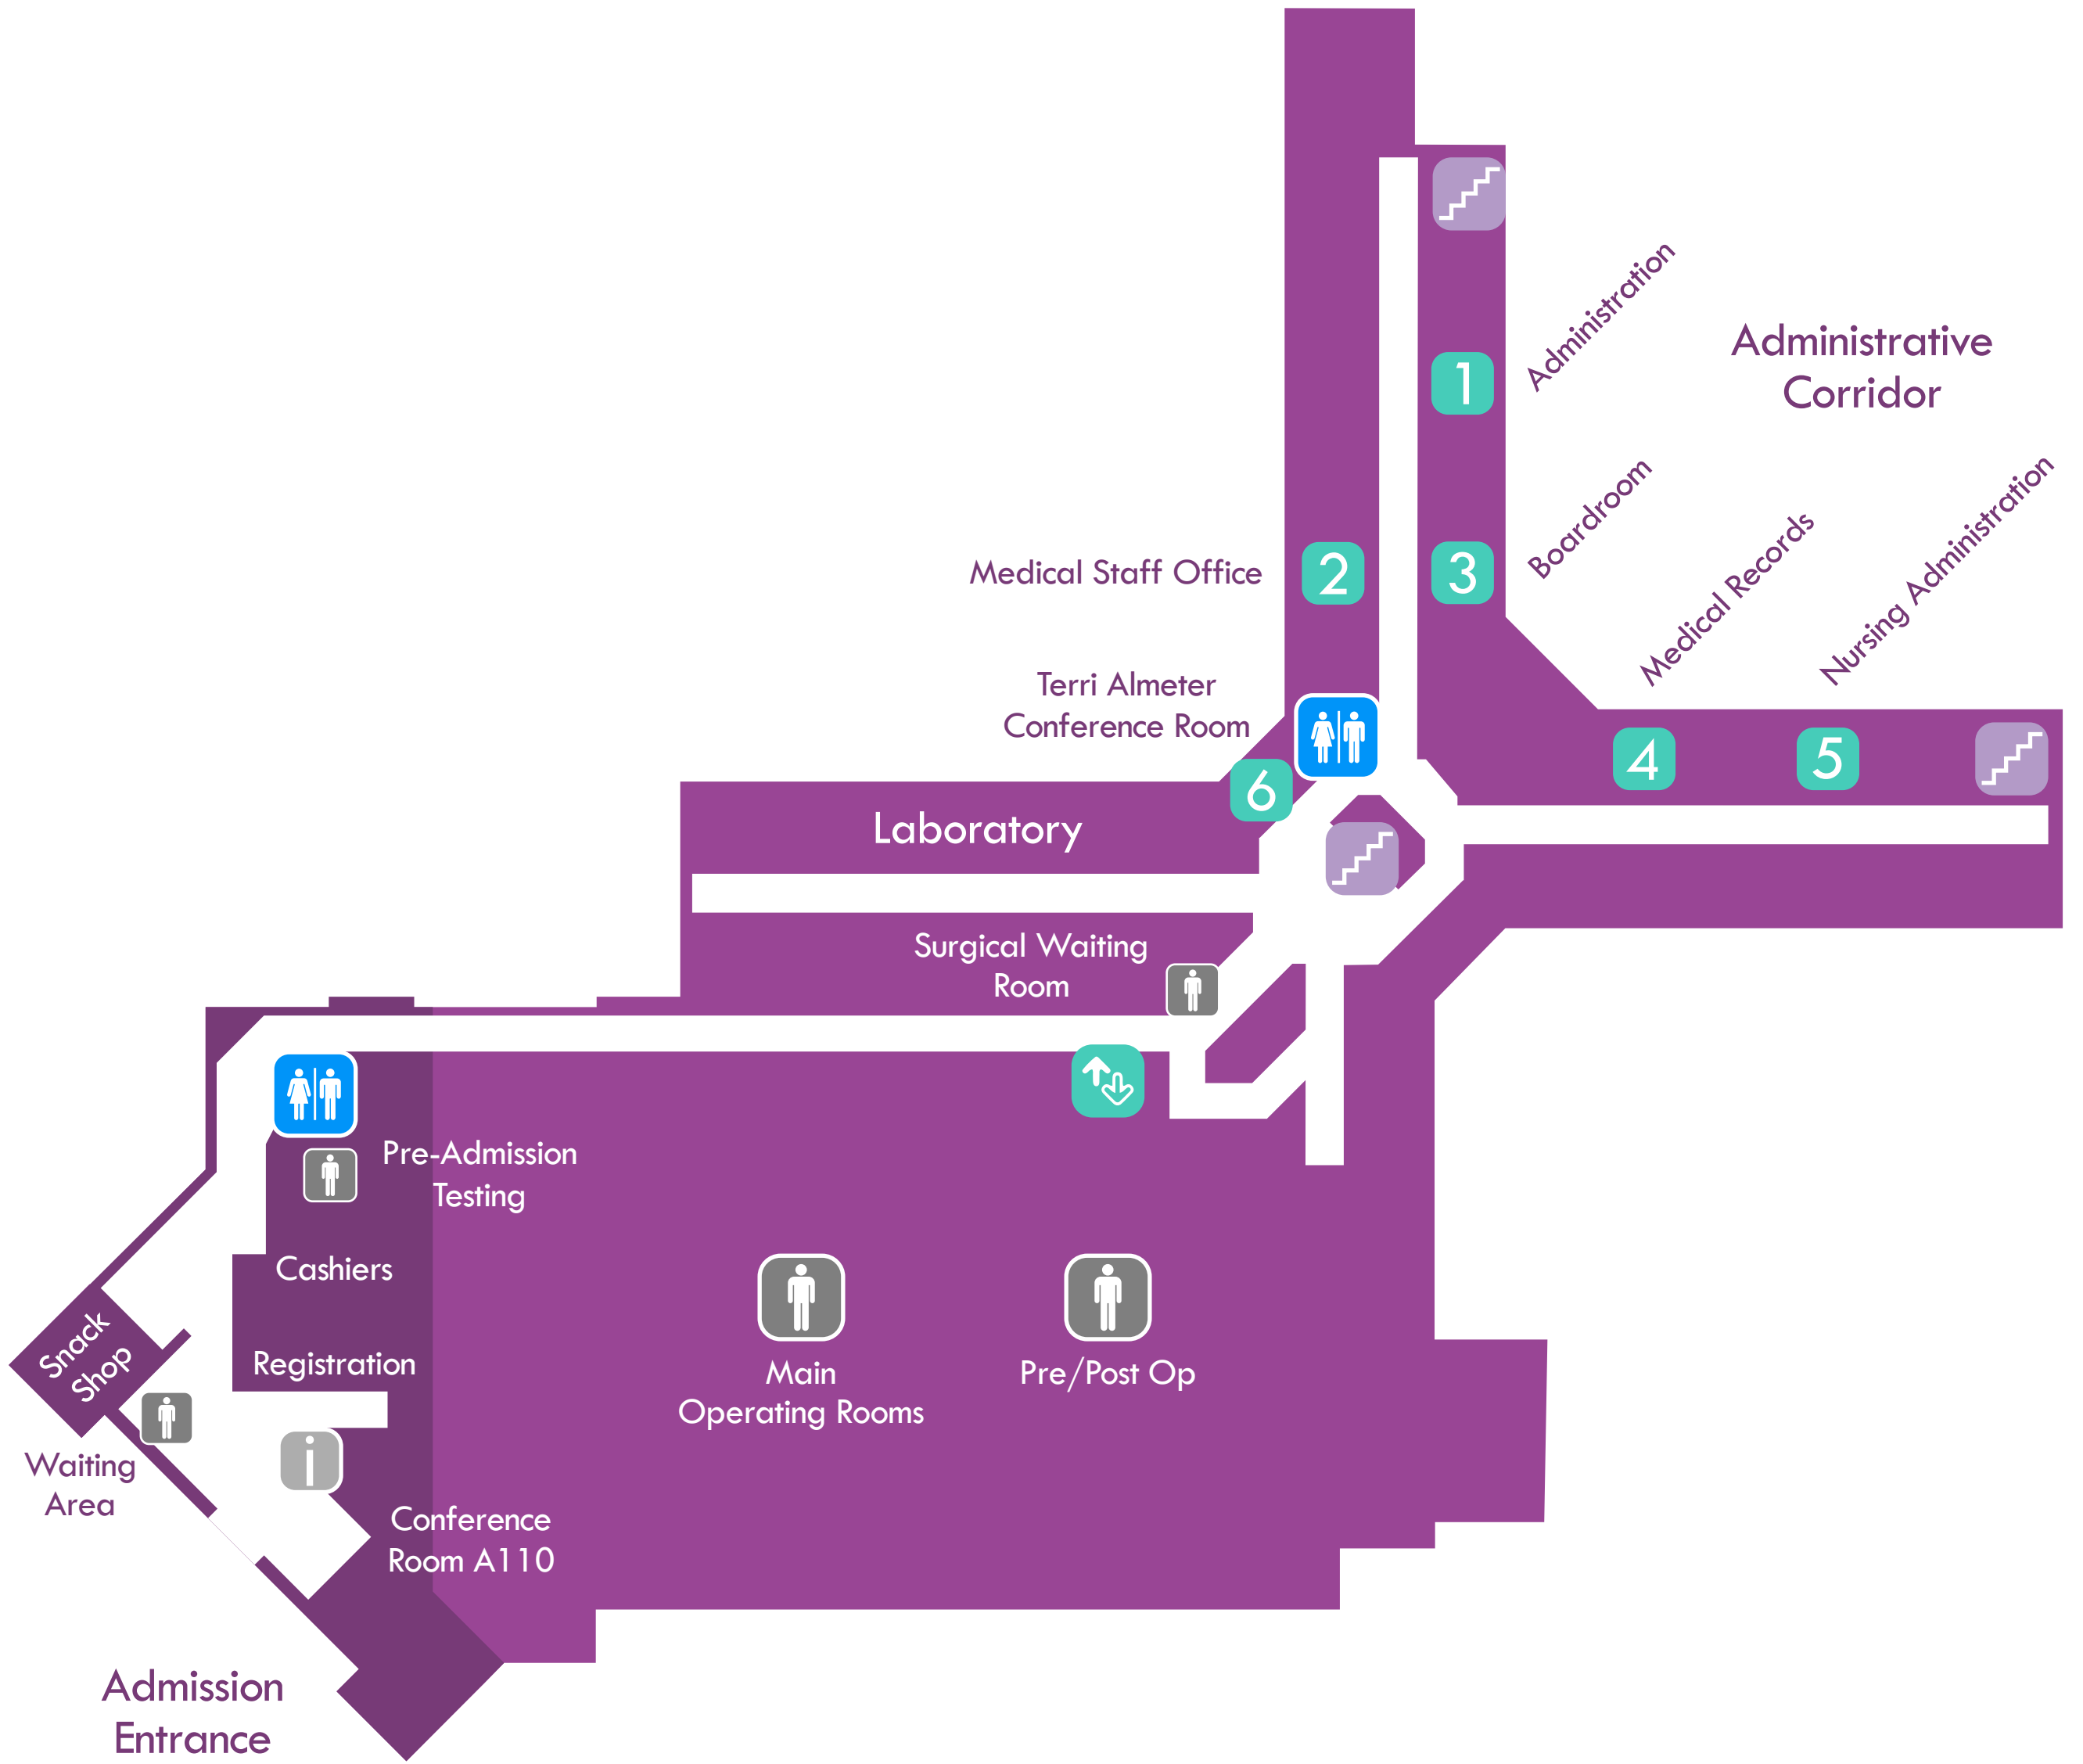 Administration
Administrative
Corridor
1
Boardroom
Medical Records
Nursing Administration
Medical Staff Office
2
3
Terri Almeter
Conference Room
4
5
6
Laboratory
Surgical Waiting
Room
Pre-Admission
Testing
Cashiers
Registration
Snack
Shop
Main
Operating Rooms
Pre/Post Op
Waiting
Area
i
Conference
Room A110
Admission
Entrance